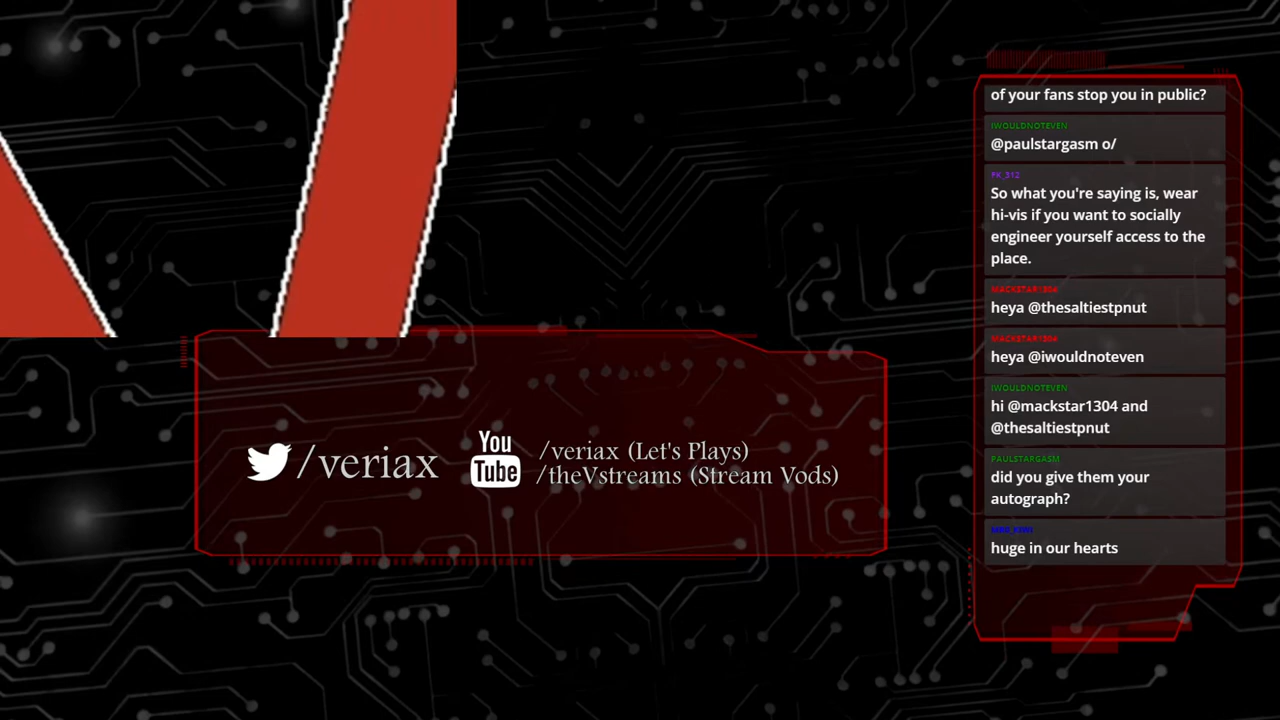 /veriax
You
Tube
/veriax (Let's Plays)
/theVstreams (Stream Vods)
of your fans stop you in public?
IWOULDNOTEVEN
@paulstargasm o/
PK_312
So what you're saying is, wear
hi-vis if you want to socially
engineer yourself access to the
place.
MACKSTAR1304
heya @thesaltiestpnut
MACKSTAR1304
heya @iwouldnoteven
IWOULDNOTEVEN
hi @mackstar1304 and
@thesaltiestpnut
PAULSTARGASM
did you give them your
autograph?
huge in our hearts